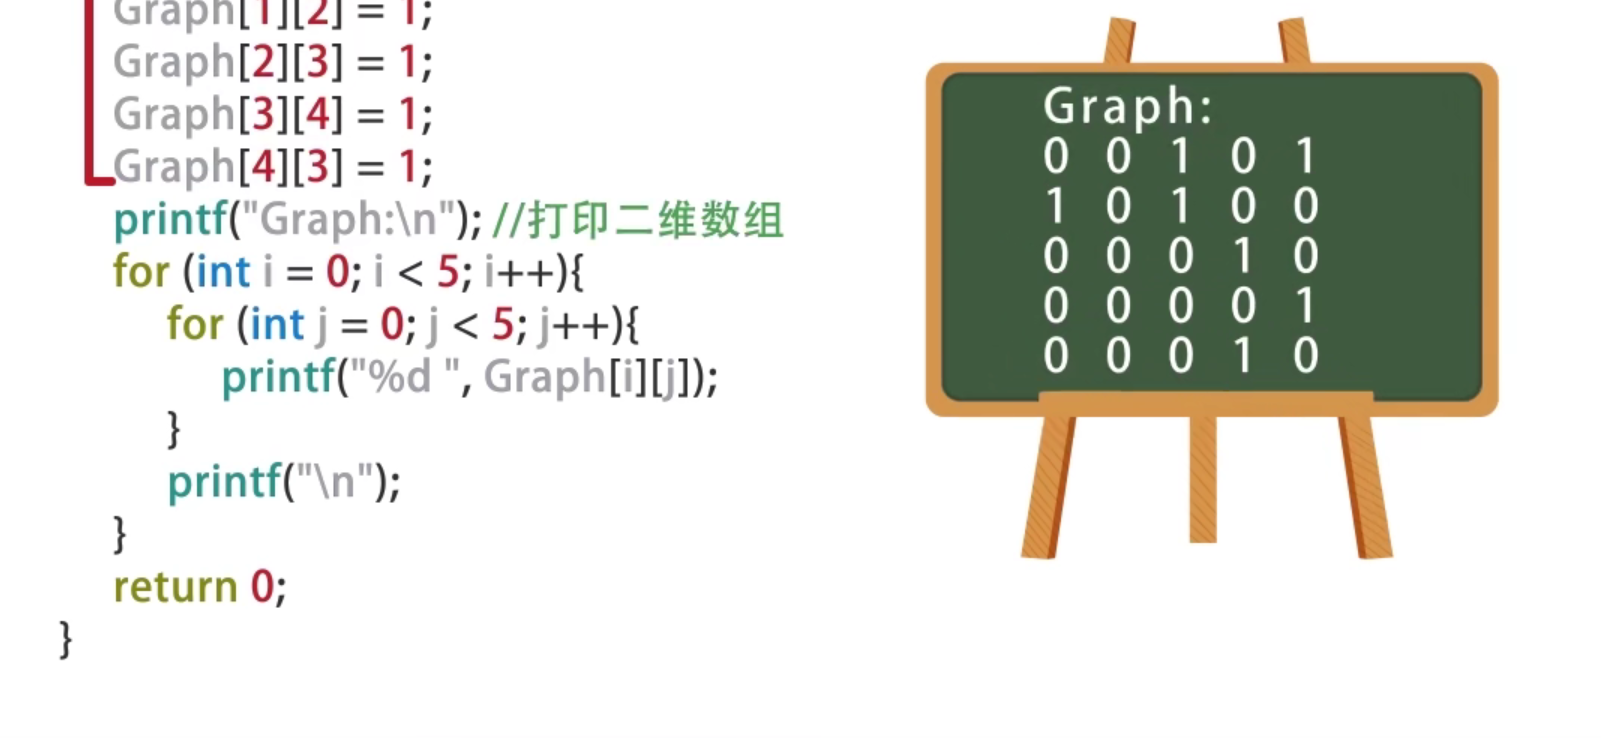 Graph[1][2] = 1;
Graph[2][3] = 1;
Graph[3][4] = 1;
Graph[4][3] = 1;
printf("Graph:\n"); //打印二维数组
for (int i = 0; i < 5; i++){
for (int j = 0; j < 5; j++){
printf("%d ", Graph[i][j]);
}
printf("\n");
}
return 0;
}
Graph:
0 0 1 0 1
1 0 1 0 0
0 0 0 1 0
0 0 0 0 1
0 0 0 1 0